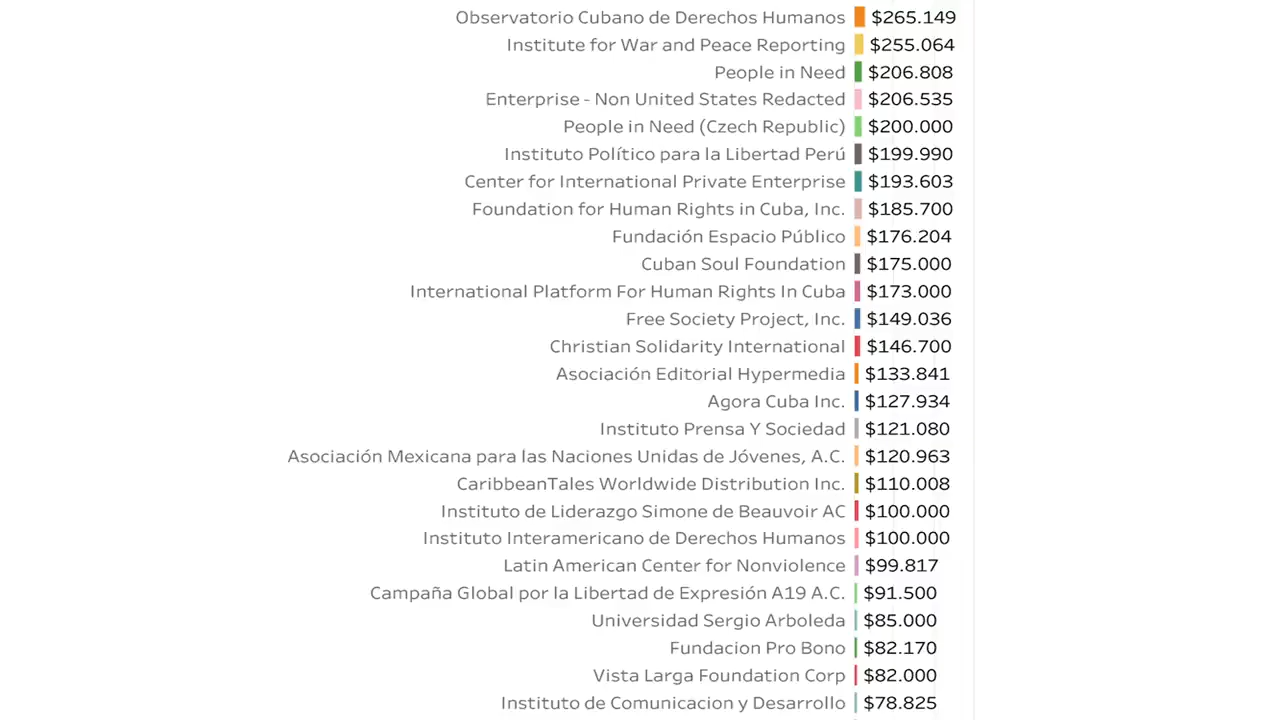 Observatorio Cubano de Derechos Humanos $265.149
Institute for War and Peace Reporting $255.064
People in Need $206.808
Enterprise - Non United States Redacted $206.535
People in Need (Czech Republic) $200.000
Instituto Político para la Libertad Perú $199.990
Center for International Private Enterprise $193.603
Foundation for Human Rights in Cuba, Inc. $185.700
Fundación Espacio Público $176.204
Cuban Soul Foundation $175.000
International Platform For Human Rights In Cuba $173.000
Free Society Project, Inc. $149.036
Christian Solidarity International $146.700
Asociación Editorial Hypermedia $133.841
Agora Cuba Inc. $127.934
Instituto Prensa Y Sociedad $121.080
Asociación Mexicana para las Naciones Unidas de Jóvenes, A.C. $120.963
CaribbeanTales Worldwide Distribution Inc. $110.008
Instituto de Liderazgo Simone de Beauvoir AC $100.000
Instituto Interamericano de Derechos Humanos $100.000
Latin American Center for Nonviolence $99.817
Campaña Global por la Libertad de Expresión A19 A.C. $91.500
Universidad Sergio Arboleda $85.000
Fundacion Pro Bono $82.170
Vista Larga Foundation Corp $82.000
Instituto de Comunicacion y Desarrollo $78.825